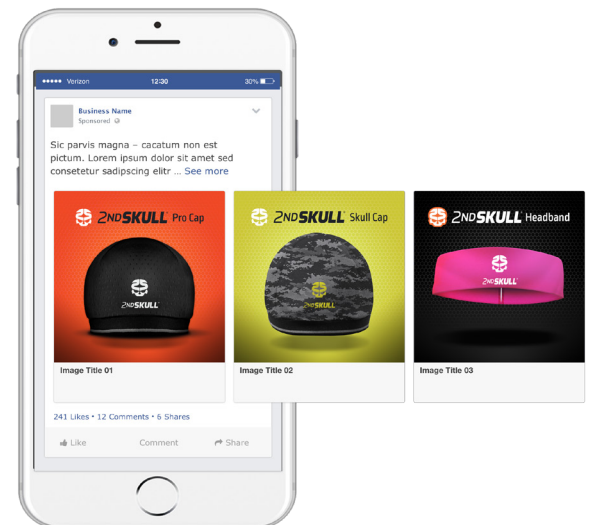 Verizon 12:30 30%
Business Name
Sponsored
Sic parvis magna – cacatum non est
pictum. Lorem ipsum dolor sit amet sed
consetetur sadipscing elitr ... See more
2NDSKULL Pro Cap
2NDSKULL
Image Title 01
2NDSKULL Skull Cap
2NDSKULL
Image Title 02
2NDSKULL Headband
2NDSKULL
Image Title 03
241 Likes • 12 Comments • 6 Shares
Like Comment Share